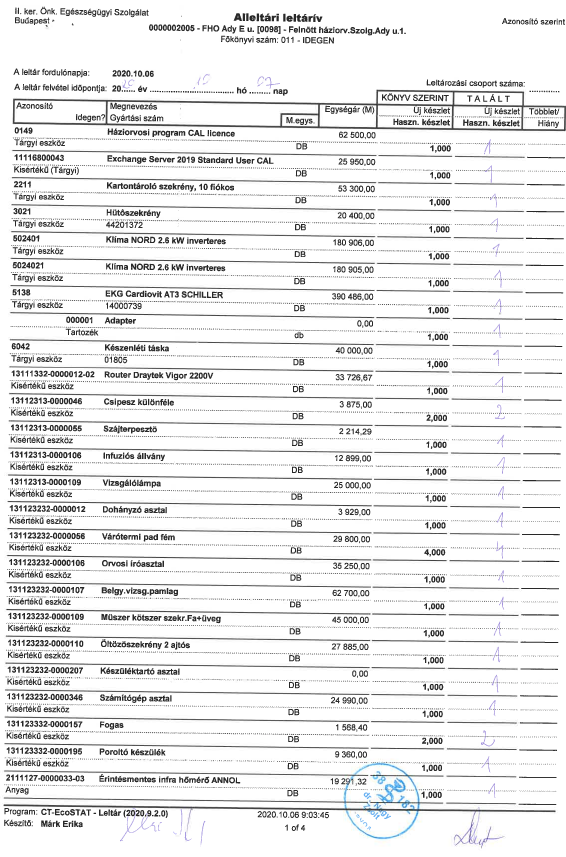 II. ker. Önk. Egészségügyi Szolgálat
Budapest
Alleltári leltárív
Azonosító szerint
0000002005 - FHO Ady E u. [0098] - Felnőtt háziorv.Szolg.Ady u.1.
Főkönyvi szám: 011 - IDEGEN
A leltár fordulónapja: 2020.10.06
Leltározási csoport száma:
A leltár felvétel időpontja: 20 év hó 07 nap
KÖNYV SZERINT TALÁLT
Azonosító Megnevezés Egységár (M) Új készlet Új készlet Többlet/
Idegen? Gyártási szám M.egys. Haszn. készlet Haszn. készlet Hiány
0149 Háziorvosi program CAL licence 62 500,00
Tárgyi eszköz DB 1,000 1
11116800043 Exchange Server 2019 Standard User CAL 25 950,00
Kisértékű (Tárgyi) DB 1,000 1
2211 Kartontároló szekrény, 10 fiókos 53 300,00
Tárgyi eszköz DB 1,000 1
3021 Hűtőszekrény 20 400,00
Tárgyi eszköz 44201372 DB 1,000 1
502401 Klíma NORD 2.6 kW inverteres 180 906,00
Tárgyi eszköz DB 1,000 1
5024021 Klíma NORD 2.6 kW inverteres 180 905,00
Tárgyi eszköz DB 1,000 1
5138 EKG Cardiovit AT3 SCHILLER 390 486,00
Tárgyi eszköz 14000739 DB 1,000 1
000001 Adapter 0,00
Tartozék db 1,000 1
6042 Készenléti táska 40 000,00
Tárgyi eszköz 01805 DB 1,000 1
13111332-0000012-02 Router Draytek Vigor 2200V 33 726,67
Kisértékű eszköz DB 1,000 1
13112313-0000046 Csipesz különféle 3 875,00
Kisértékű eszköz DB 2,000 2
13112313-0000055 Szájterpesztő 2 214,29
Kisértékű eszköz DB 1,000 1
13112313-0000106 Infuziós állvány 12 899,00
Kisértékű eszköz DB 1,000 1
13112313-0000109 Vizsgálólámpa 25 000,00
Kisértékű eszköz DB 1,000 1
131123232-0000012 Dohányzó asztal 3 929,00
Kisértékű eszköz DB 1,000 1
131123232-0000056 Várótermi pad fém 29 800,00
Kisértékű eszköz DB 4,000 4
131123232-0000106 Orvosi íróasztal 35 250,00
Kisértékű eszköz DB 1,000 1
131123232-0000107 Belgy.vizsg.pamlag 62 700,00
Kisértékű eszköz DB 1,000 1
131123232-0000109 Műszer kötszer szekr.Fa+üveg 45 000,00
Kisértékű eszköz DB 1,000 1
131123232-0000110 Öltözőszekrény 2 ajtós 27 885,00
Kisértékű eszköz DB 1,000 1
131123232-0000207 Készüléktartó asztal 0,00
Kisértékű eszköz DB 1,000 1
131123232-0000346 Számítógép asztal 24 990,00
Kisértékű eszköz DB 1,000 1
131123332-0000157 Fogas 1 568,40
Kisértékű eszköz DB 2,000 2
131123332-0000195 Poroltó készülék 9 360,00
Kisértékű eszköz DB 1,000 1
2111127-0000033-03 Érintésmentes infra hőmérő ANNOL 19 291,32
Anyag DB 1,000 1
Program: CT-EcoSTAT - Leltár (2020.9.2.0) 2020.10.06 9:03:45
Készítő: Márk Erika 1 of 4